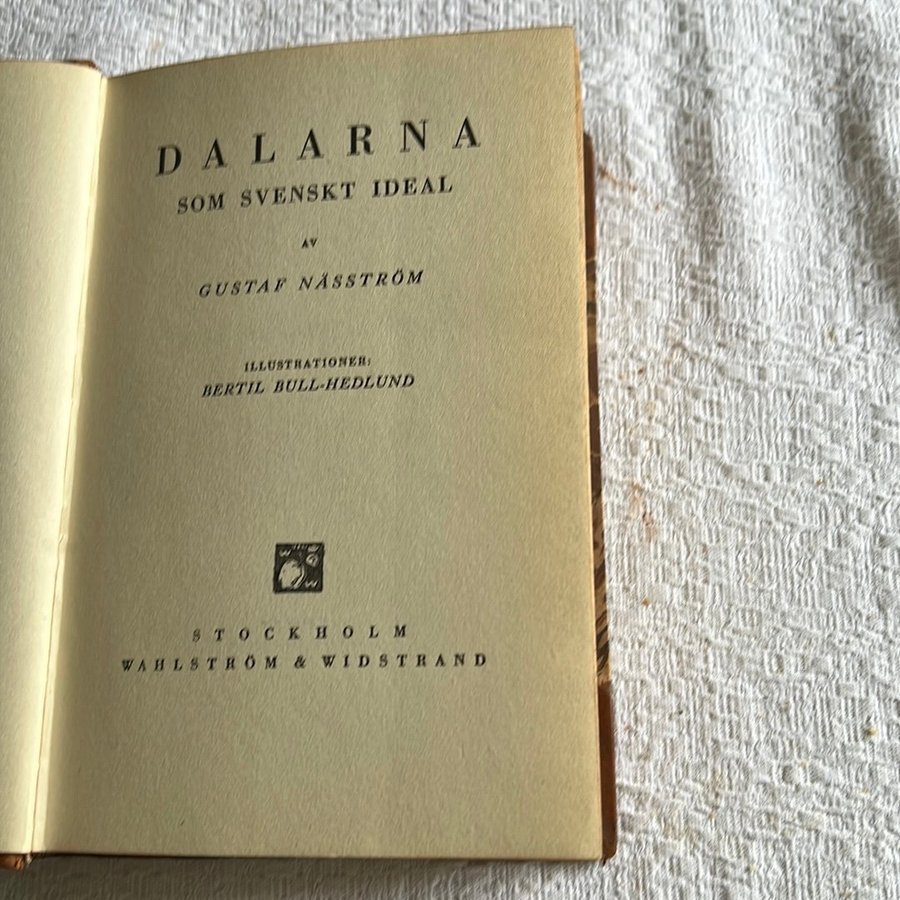 DALARNA
SOM SVENSKT IDEAL
AV
GUSTAF NÄSSTRÖM
ILLUSTRATIONER:
BERTIL BULL-HEDLUND
STOCKHOLM
WAHLSTRÖM & WIDSTRAND